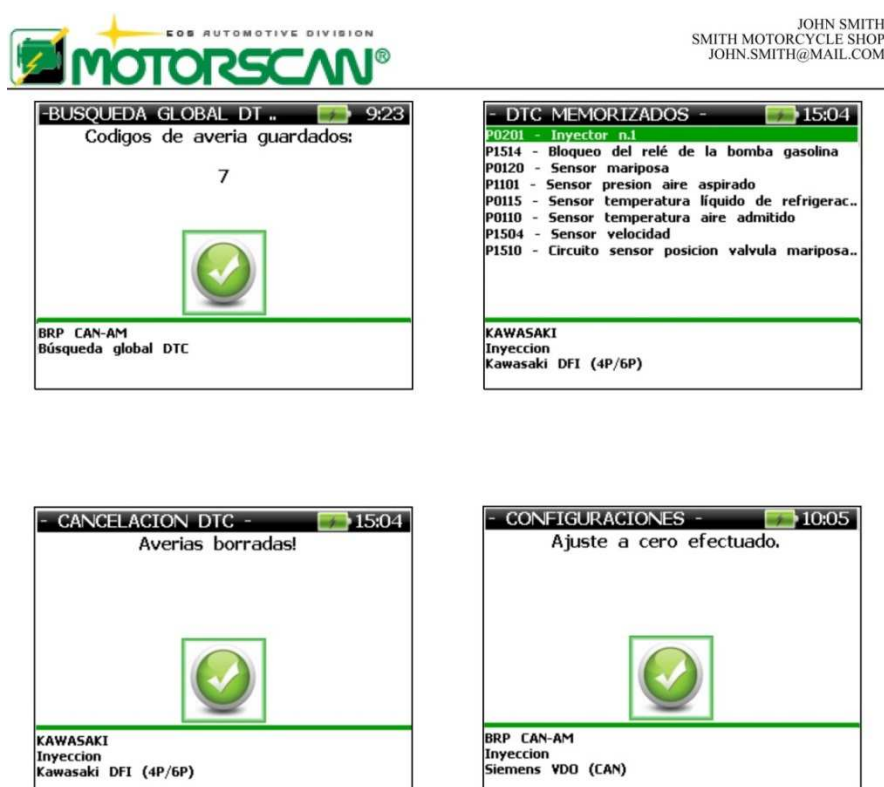 EOS AUTOMOTIVE DIVISION
MOTORSCAN®
JOHN SMITH
SMITH MOTORCYCLE SHOP
JOHN.SMITH@MAIL.COM
-BUSQUEDA GLOBAL DT .. 9:23
Codigos de averia guardados:
7
BRP CAN-AM
Búsqueda global DTC
- DTC MEMORIZADOS - 15:04
P0201 - Inyector n.1
P1514 - Bloqueo del relé de la bomba gasolina
P0120 - Sensor mariposa
P1101 - Sensor presion aire aspirado
P0115 - Sensor temperatura líquido de refrigerac..
P0110 - Sensor temperatura aire admitido
P1504 - Sensor velocidad
P1510 - Circuito sensor posicion valvula mariposa..
KAWASAKI
Inyeccion
Kawasaki DFI (4P/6P)
- CANCELACION DTC - 15:04
Averias borradas!
KAWASAKI
Inyeccion
Kawasaki DFI (4P/6P)
- CONFIGURACIONES - 10:05
Ajuste a cero efectuado.
BRP CAN-AM
Inyeccion
Siemens VDO (CAN)